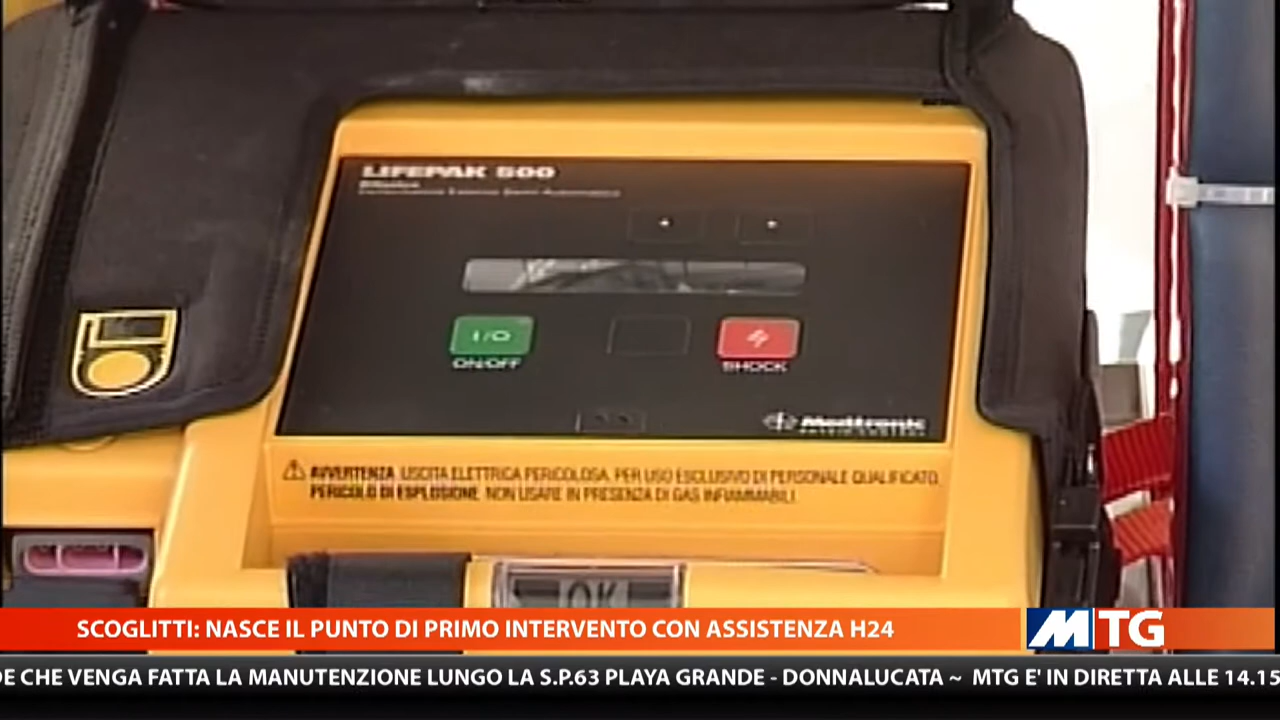 LIFEPAK 500
I/O
ON/OFF
SHOCK
Medtronic
AVVERTENZA USCITA ELETTRICA PERICOLOSA. PER USO ESCLUSIVO DI PERSONALE QUALIFICATO.
PERICOLO DI ESPLOSIONE NON USARE IN PRESENZA DI GAS INFIAMMABILI.
OK
SCOGLITTI: NASCE IL PUNTO DI PRIMO INTERVENTO CON ASSISTENZA H24
MTG
DE CHE VENGA FATTA LA MANUTENZIONE LUNGO LA S.P.63 PLAYA GRANDE - DONNALUCATA ~ MTG E' IN DIRETTA ALLE 14.15